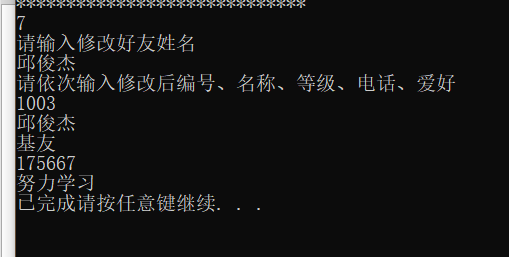 ******************************
7
请输入修改好友姓名
邱俊杰
请依次输入修改后编号、名称、等级、电话、爱好
1003
邱俊杰
基友
175667
努力学习
已完成请按任意键继续. . .